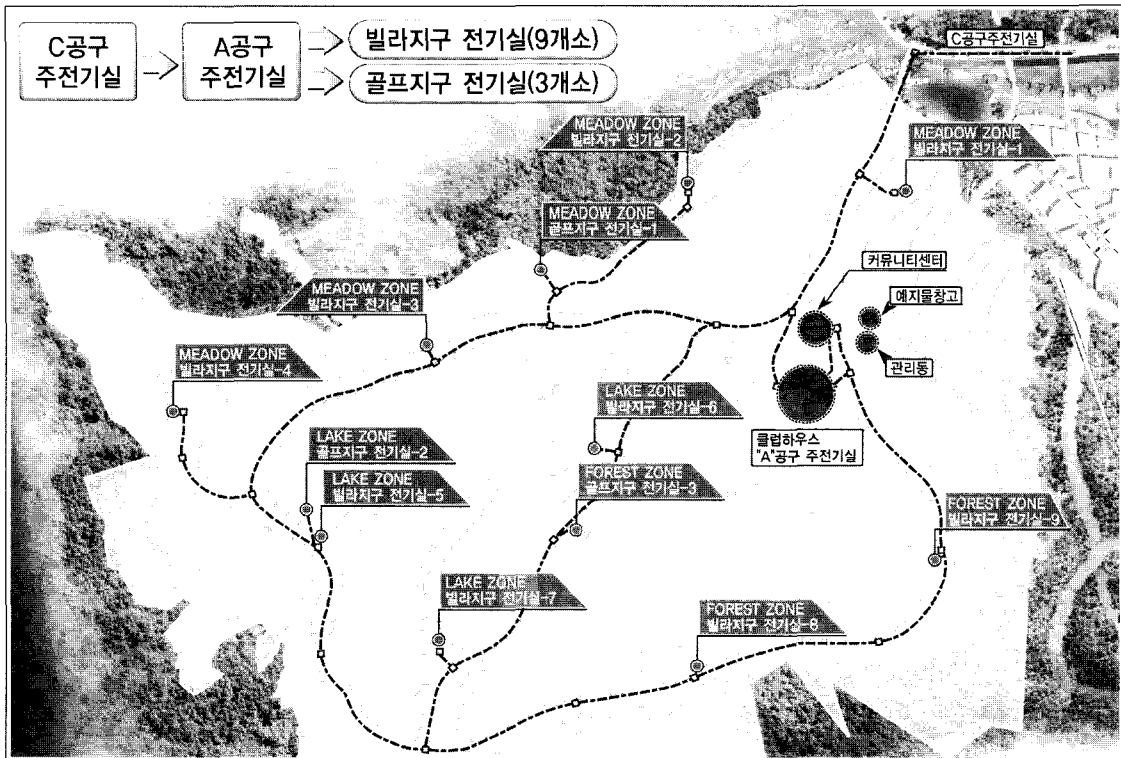 C공구
주전기실
A공구
주전기실
빌라지구 전기실(9개소)
골프지구 전기실(3개소)
C공구주전기실
MEADOW ZONE
빌라지구 전기실-1
MEADOW ZONE
빌라지구 전기실-2
MEADOW ZONE
골프지구 전기실-1
MEADOW ZONE
빌라지구 전기실-3
MEADOW ZONE
빌라지구 전기실-4
커뮤니티센터
예지물창고
관리동
클럽하우스
"A"공구 주전기실
LAKE ZONE
빌라지구 전기실-6
LAKE ZONE
골프지구 전기실-2
LAKE ZONE
빌라지구 전기실-5
FOREST ZONE
골프지구 전기실-3
FOREST ZONE
빌라지구 전기실-9
LAKE ZONE
빌라지구 전기실-7
FOREST ZONE
빌라지구 전기실-8